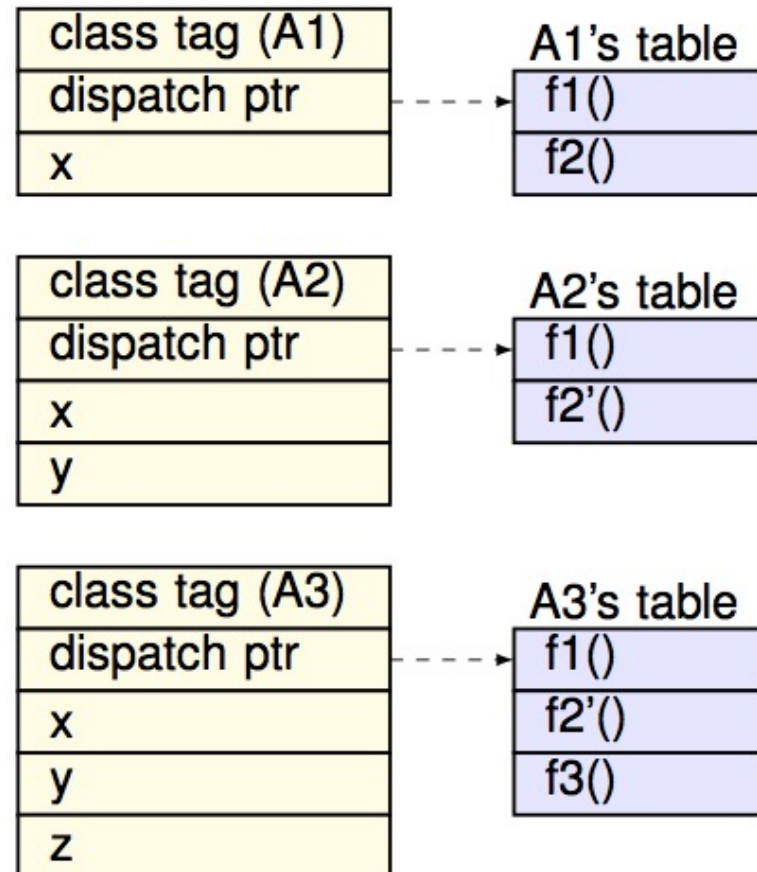 class tag (A1)
A1's table
dispatch ptr
f1()
x
f2()
class tag (A2)
A2's table
dispatch ptr
f1()
x
f2'()
y
class tag (A3)
A3's table
dispatch ptr
f1()
x
f2'()
y
f3()
z